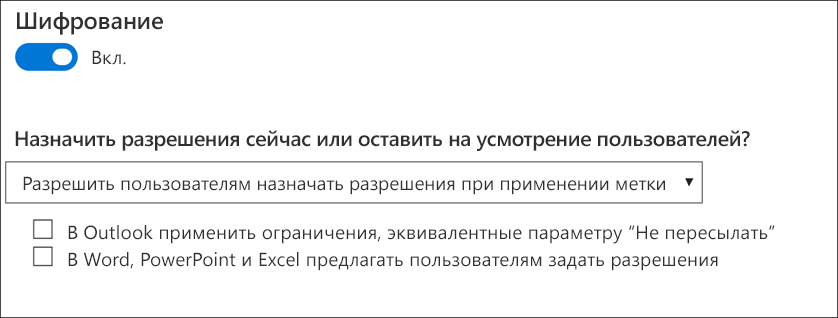 Шифрование
Вкл.
Назначить разрешения сейчас или оставить на усмотрение пользователей?
Разрешить пользователям назначать разрешения при применении метки
В Outlook применить ограничения, эквивалентные параметру “Не пересылать”
В Word, PowerPoint и Excel предлагать пользователям задать разрешения